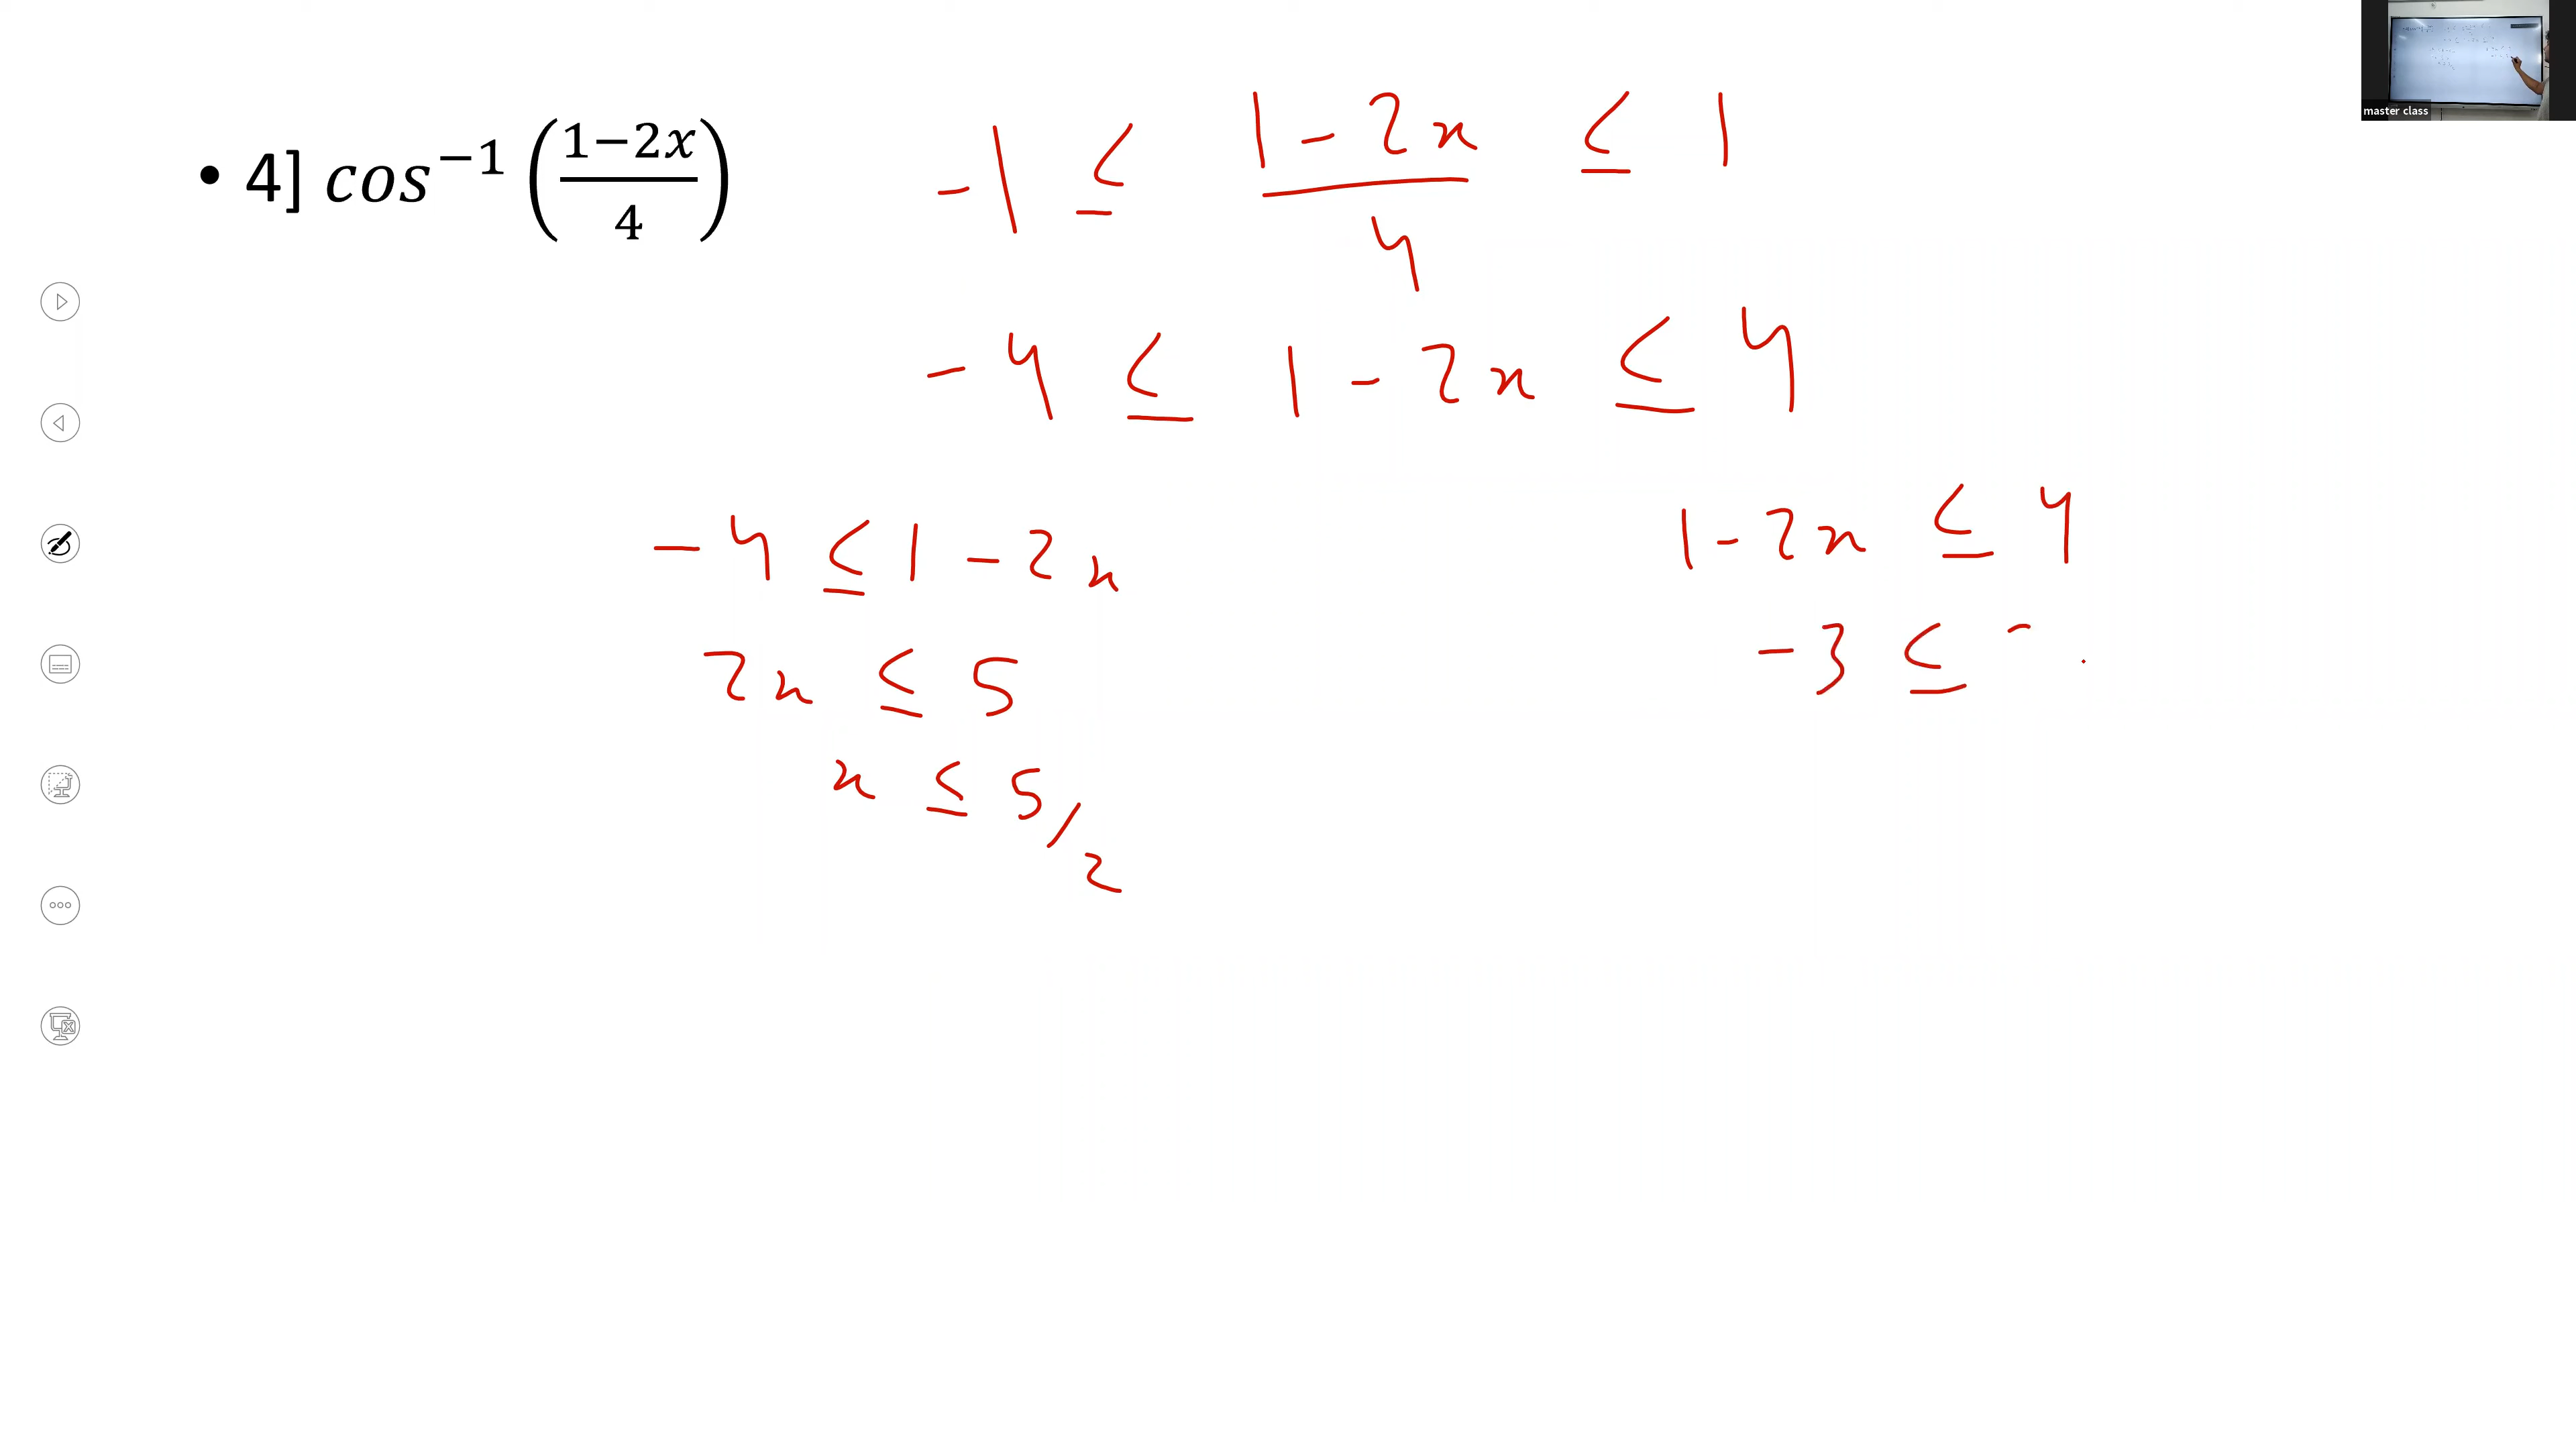 master class
• 4] cos⁻¹ ((1−2x)/4)
-1 ≤ (1-2x)/4 ≤ 1
-4 ≤ 1-2x ≤ 4
-4 ≤ 1-2x
2x ≤ 5
x ≤ 5/2
1-2x ≤ 4
-3 ≤